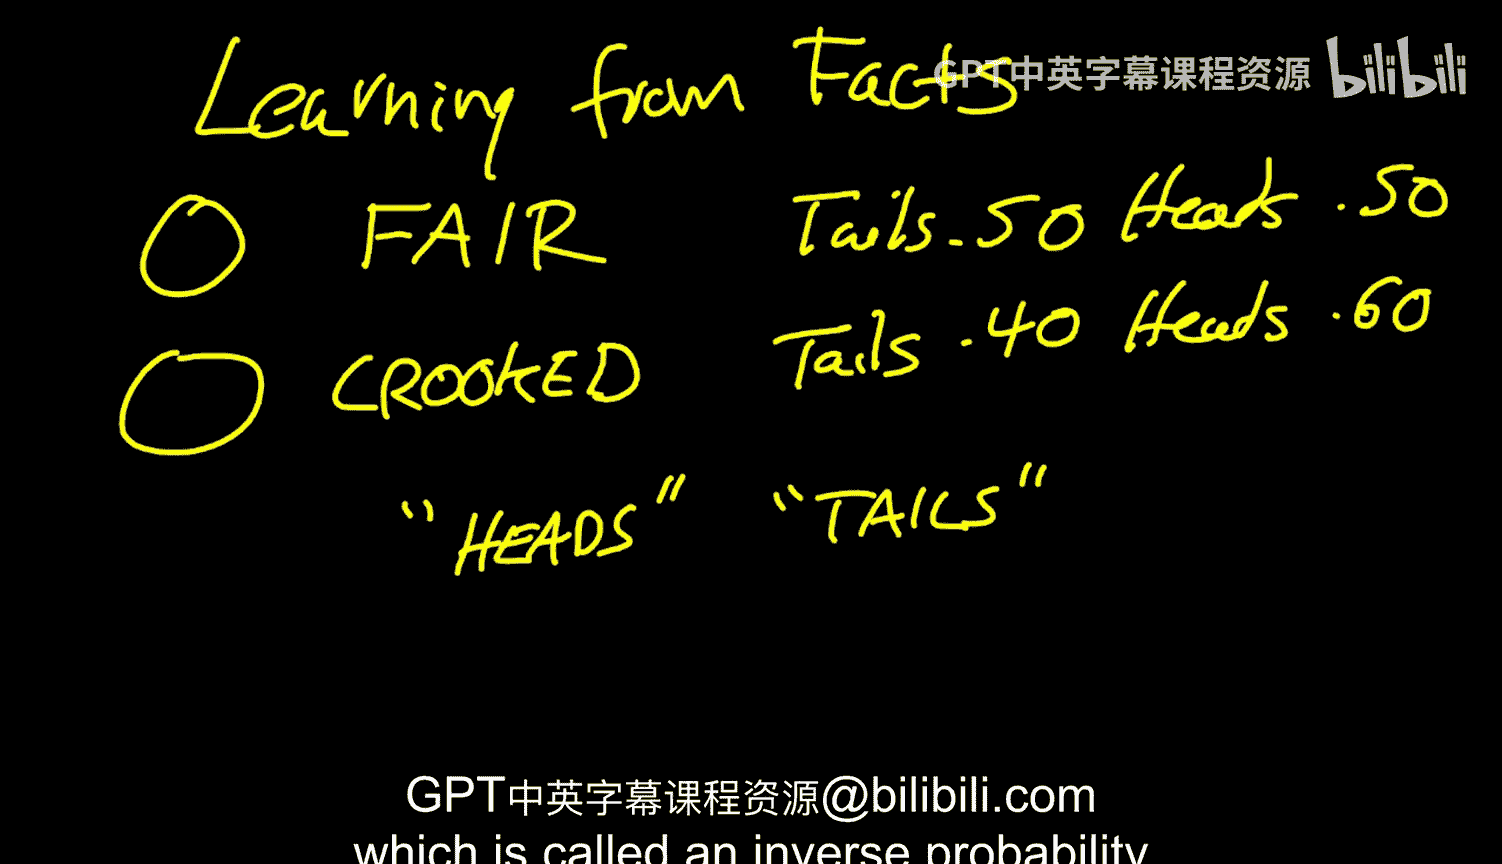 Learning from Facts
GPT中英字幕课程资源 bilibili
FAIR Tails .50 Heads .50
CROOKED Tails .40 Heads .60
"HEADS" "TAILS"
GPT中英字幕课程资源@bilibili.com
which is called an inverse probability